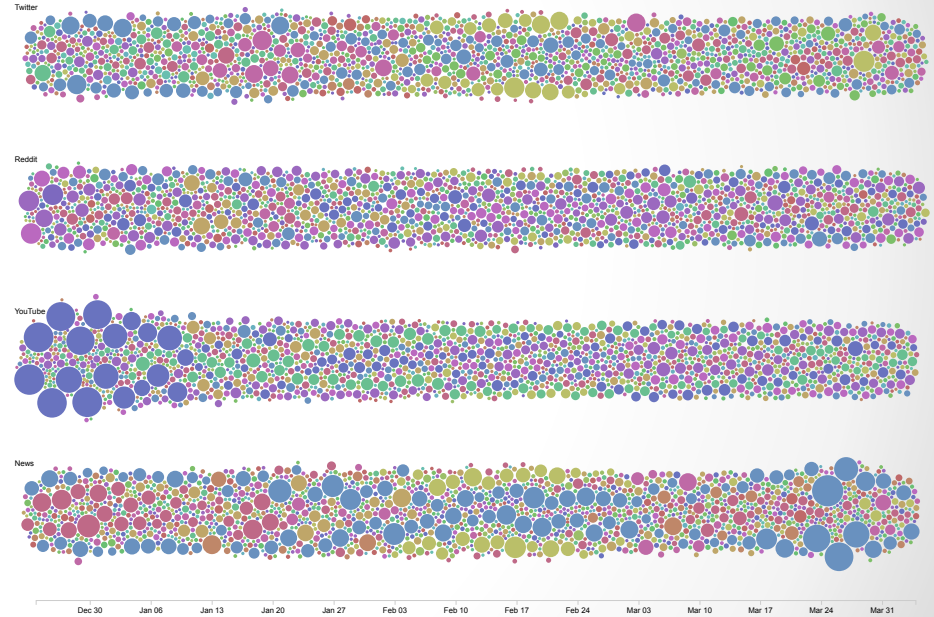 Twitter
Reddit
YouTube
News
Dec 30 Jan 06 Jan 13 Jan 20 Jan 27 Feb 03 Feb 10 Feb 17 Feb 24 Mar 03 Mar 10 Mar 17 Mar 24 Mar 31